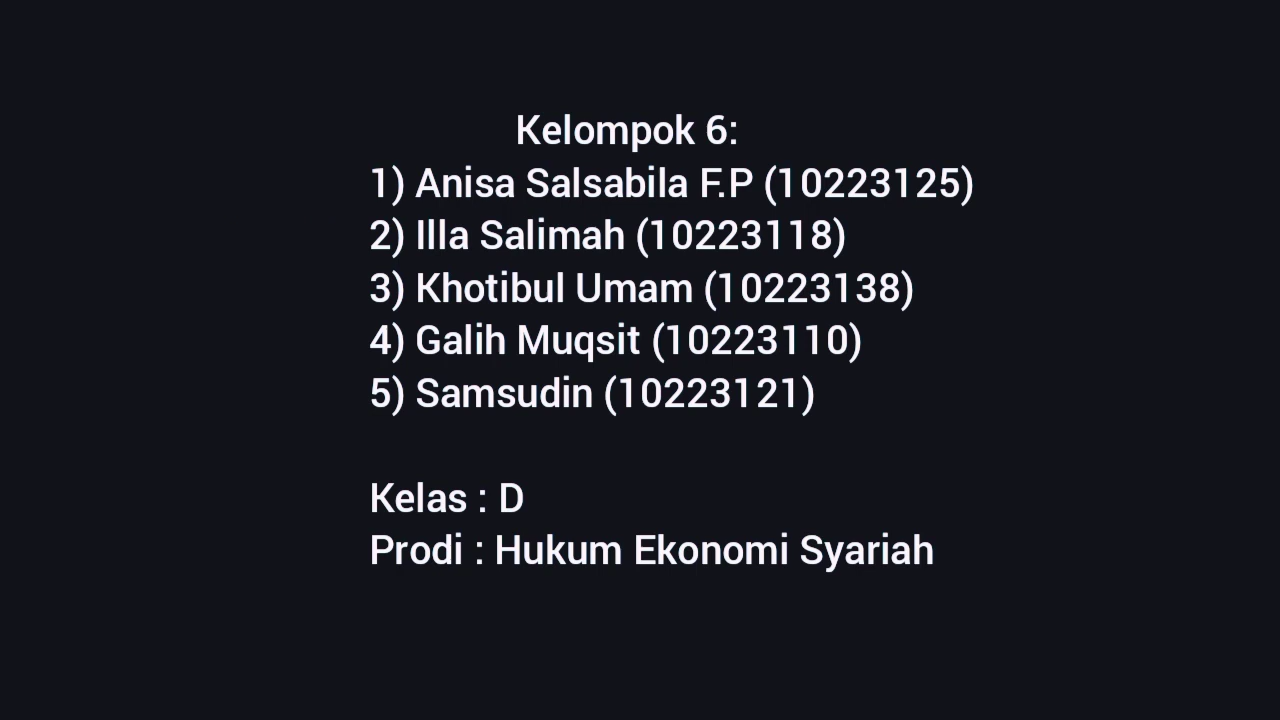 Kelompok 6:
1) Anisa Salsabila F.P (10223125)
2) Illa Salimah (10223118)
3) Khotibul Umam (10223138)
4) Galih Muqsit (10223110)
5) Samsudin (10223121)
Kelas : D
Prodi : Hukum Ekonomi Syariah